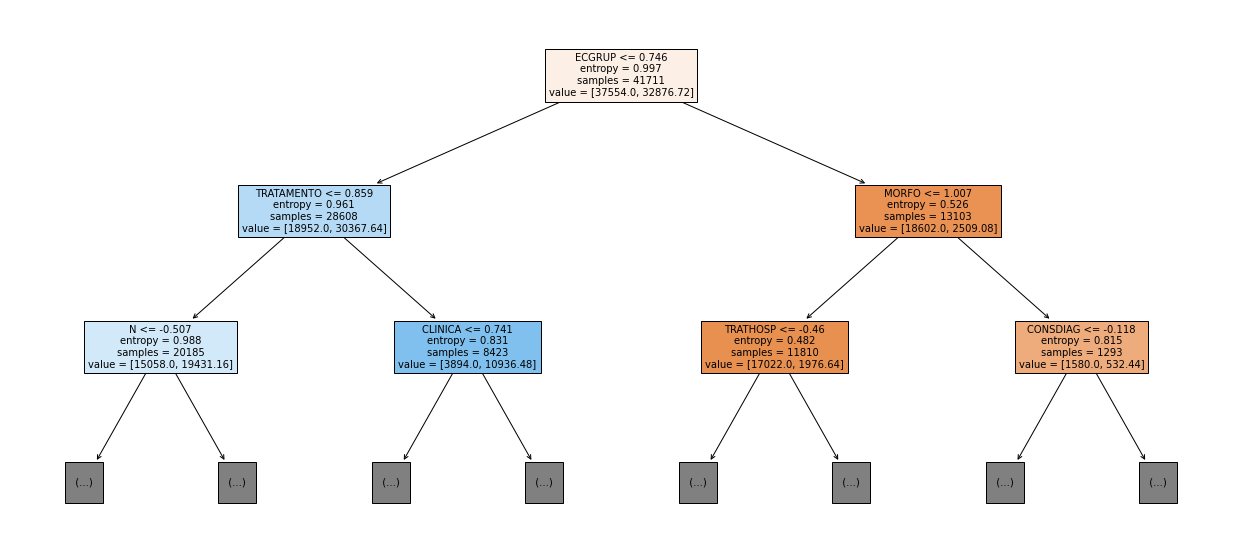 ECGRUP <= 0.746
entropy = 0.997
samples = 41711
value = [37554.0, 32876.72]
TRATAMENTO <= 0.859
entropy = 0.961
samples = 28608
value = [18952.0, 30367.64]
MORFO <= 1.007
entropy = 0.526
samples = 13103
value = [18602.0, 2509.08]
N <= -0.507
entropy = 0.988
samples = 20185
value = [15058.0, 19431.16]
CLINICA <= 0.741
entropy = 0.831
samples = 8423
value = [3894.0, 10936.48]
TRATHOSP <= -0.46
entropy = 0.482
samples = 11810
value = [17022.0, 1976.64]
CONSDIAG <= -0.118
entropy = 0.815
samples = 1293
value = [1580.0, 532.44]
(...)
(...)
(...)
(...)
(...)
(...)
(...)
(...)